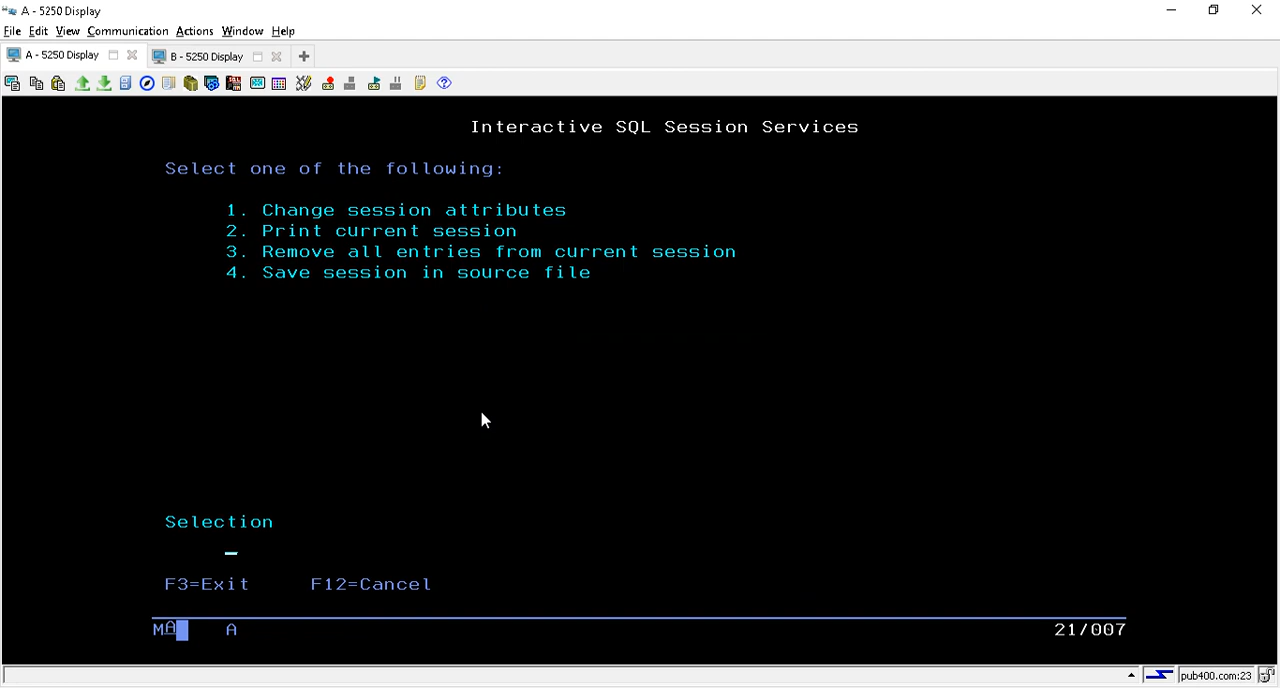 A - 5250 Display
File Edit View Communication Actions Window Help
A - 5250 Display B - 5250 Display
Interactive SQL Session Services
Select one of the following:
1. Change session attributes
2. Print current session
3. Remove all entries from current session
4. Save session in source file
Selection
F3=Exit F12=Cancel
MA A 21/007
pub400.com:23